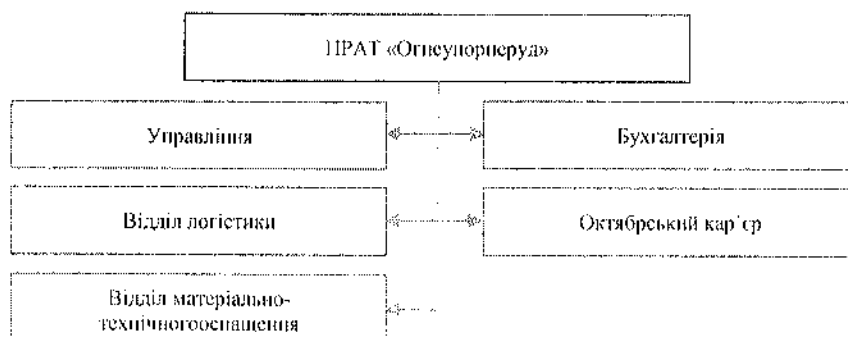 ПРАТ «Огнеупорнеруд»
Управління
Бухгалтерія
Відділ логістики
Октябрський кар’єр
Відділ матеріально-
технічногооснащення